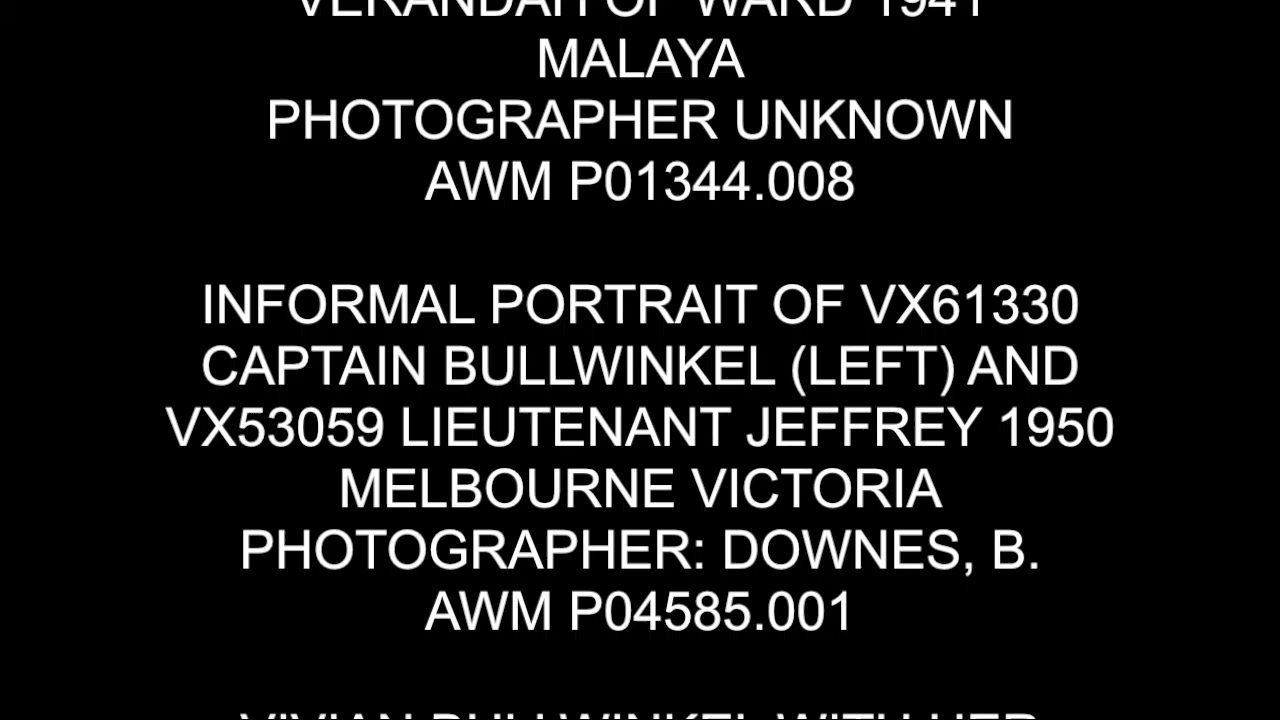 VERANDAH OF WARD 1941
MALAYA
PHOTOGRAPHER UNKNOWN
AWM P01344.008
INFORMAL PORTRAIT OF VX61330
CAPTAIN BULLWINKEL (LEFT) AND
VX53059 LIEUTENANT JEFFREY 1950
MELBOURNE VICTORIA
PHOTOGRAPHER: DOWNES, B.
AWM P04585.001
VIVIAN BULLWINKEL WITH HER